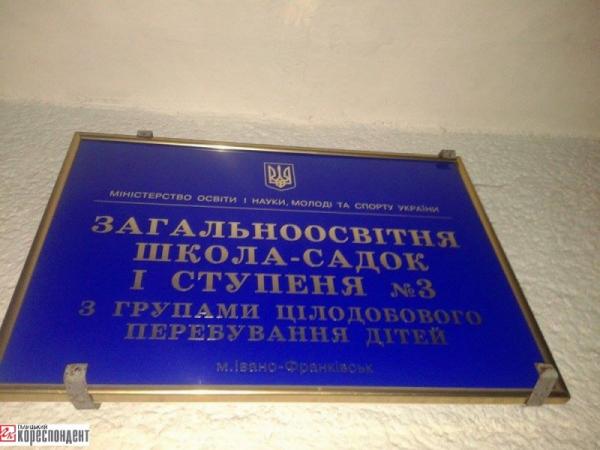 МІНІСТЕРСТВО ОСВІТИ І НАУКИ, МОЛОДІ ТА СПОРТУ УКРАЇНИ
ЗАГАЛЬНООСВІТНЯ
ШКОЛА-САДОК
І СТУПЕНЯ №3
З ГРУПАМИ ЦІЛОДОБОВОГО
ПЕРЕБУВАННЯ ДІТЕЙ
м.Івано-Франківськ
ГАЛИЦЬКИЙ
КОРЕСПОНДЕНТ